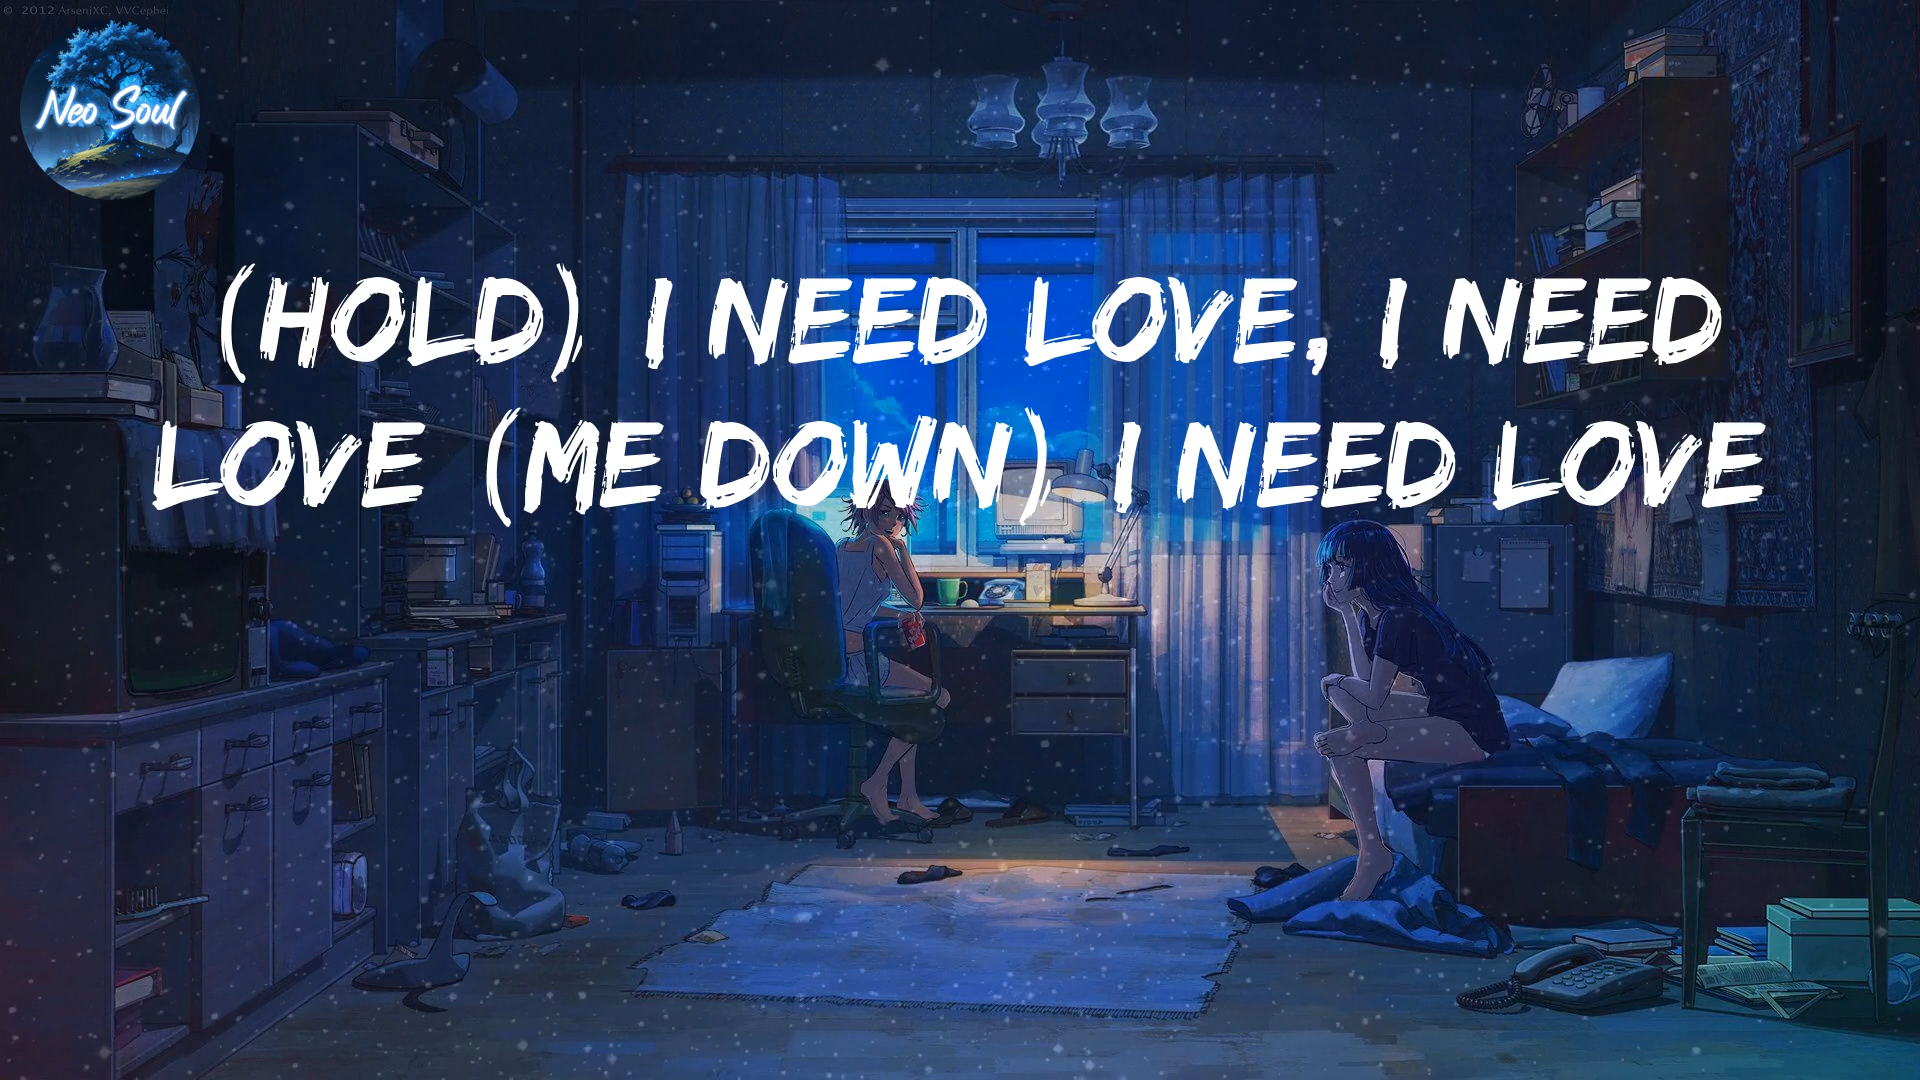 © 2012 ArseniXC, VVCephei
Neo Soul
(HOLD) I NEED LOVE, I NEED
LOVE (ME DOWN) I NEED LOVE